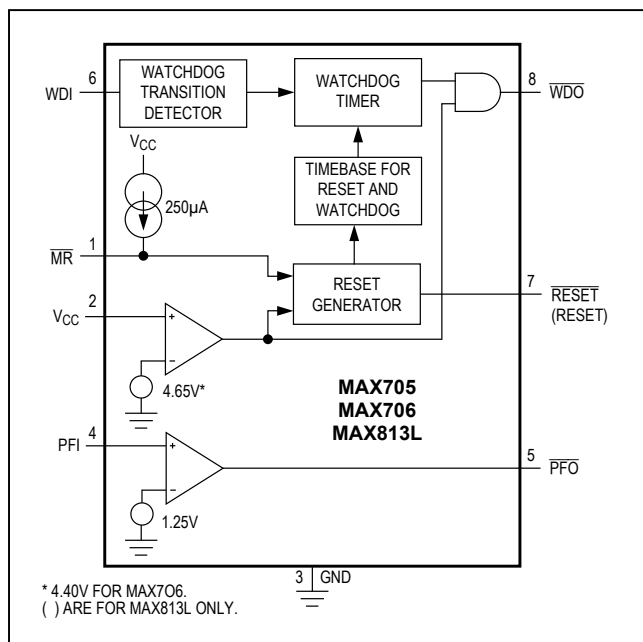 6
WDI
WATCHDOG
TRANSITION
DETECTOR
WATCHDOG
TIMER
8
WDO
VCC
250µA
TIMEBASE FOR
RESET AND
WATCHDOG
1
MR
RESET
GENERATOR
7
RESET
(RESET)
2
VCC
+
−
4.65V*
MAX705
MAX706
MAX813L
4
PFI
+
−
5
PFO
1.25V
3 GND
* 4.40V FOR MAX7O6.
( ) ARE FOR MAX813L ONLY.